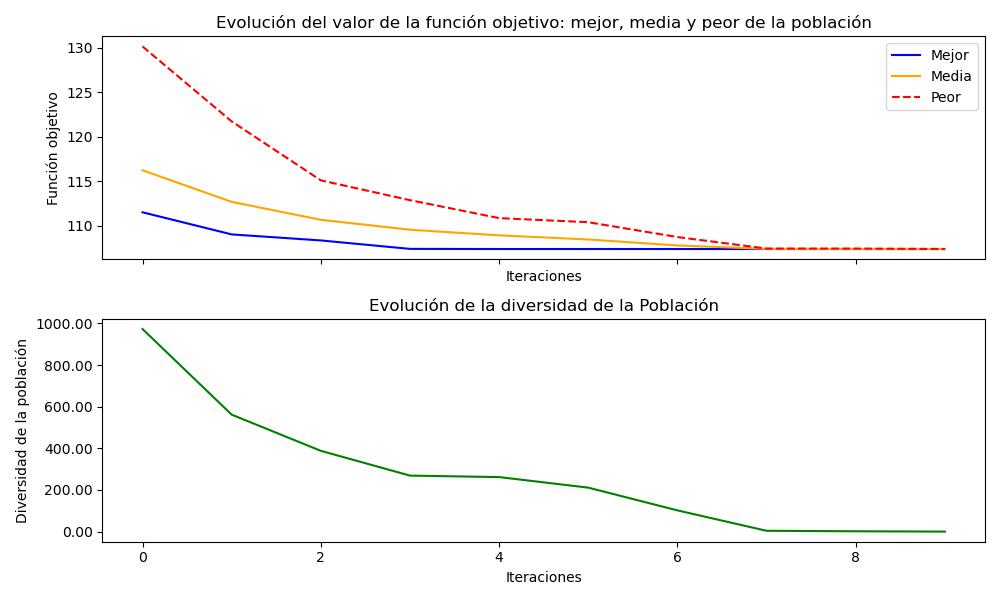 Evolución del valor de la función objetivo: mejor, media y peor de la población
130
125
120
115
110
Función objetivo
Mejor
Media
Peor
Iteraciones
Evolución de la diversidad de la Población
1000.00
800.00
600.00
400.00
200.00
0.00
Diversidad de la población
0 2 4 6 8
Iteraciones